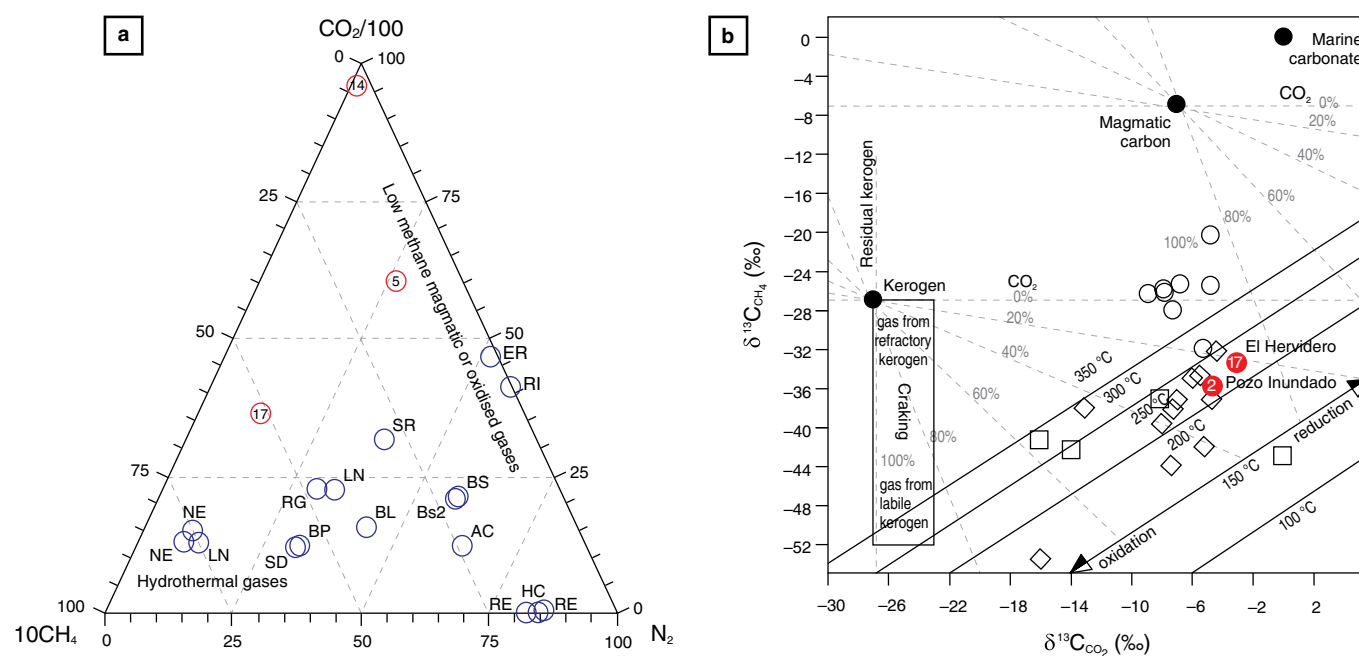 a
CO₂/100
0 100
14
25
75
Low methane magmatic or oxidised gases
5
50
50
ER
RI
17
SR
75
25
LN
RG
BS
Bs2
BL
NE
BP
AC
NE
LN
SD
Hydrothermal gases
HC
RE
RE
100
0
10CH₄
0
25
50
75
100
N₂
b
0
Marine
carbonate
−4
CO₂ 0%
−8
Magmatic
carbon
20%
−12
40%
−16
60%
Residual kerogen
80%
−20
100%
−24
δ ¹³C CH₄ (‰)
Kerogen
CO₂
0%
−28
gas from
refractory
kerogen
20%
−32
El Hervidero
40%
17
350 °C
−36
300 °C
2 Pozo Inundado
60%
Craking
250 °C
−40
reduction
80%
200 °C
−44
100%
150 °C
gas from
labile
kerogen
−48
100 °C
−52
oxidation
−30
−26
−22
−18
−14
−10
−6
−2
2
δ ¹³C CO₂ (‰)